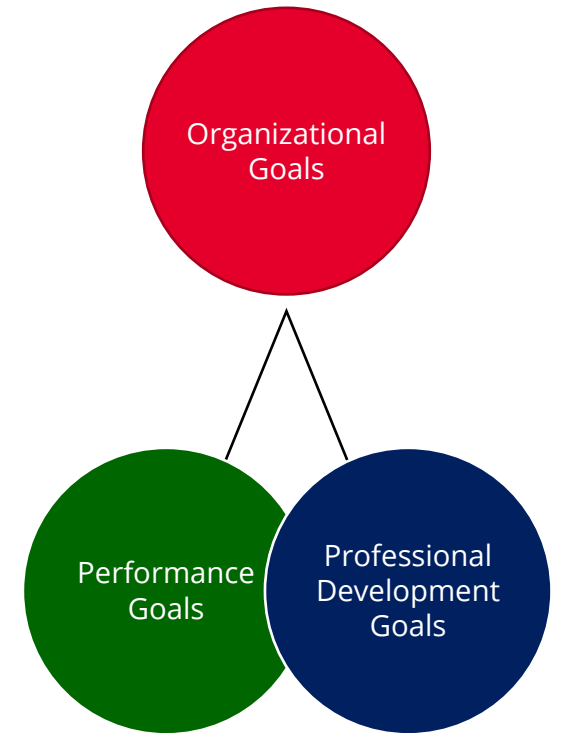 Organizational
Goals
Performance
Goals
Professional
Development
Goals